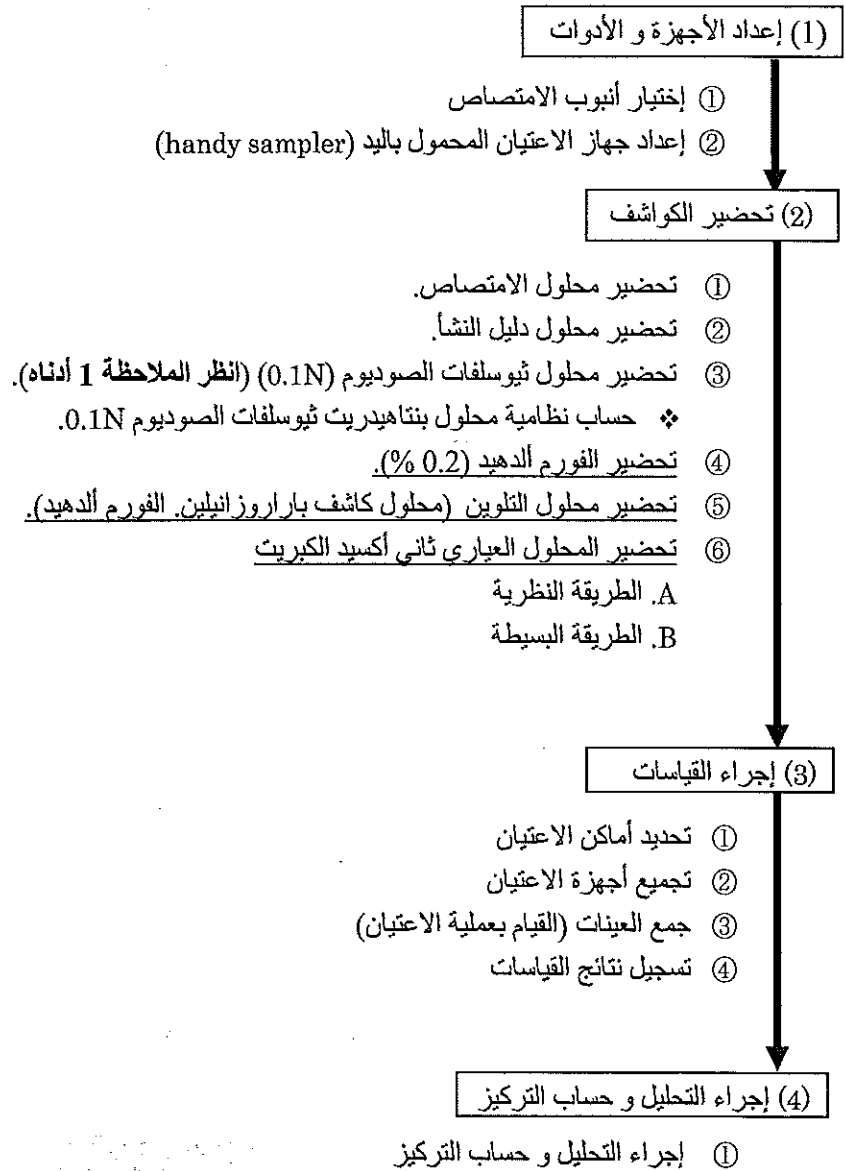 (1) إعداد الأجهزة و الأدوات
① إختيار أنبوب الامتصاص
② إعداد جهاز الاعتيان المحمول باليد (handy sampler)
(2) تحضير الكواشف
① تحضير محلول الامتصاص.
② تحضير محلول دليل النشأ.
③ تحضير محلول ثيوسلفات الصوديوم (0.1N) (انظر الملاحظة 1 أدناه).
❖ حساب نظامية محلول بنتاهيدريت ثيوسلفات الصوديوم 0.1N.
④ تحضير الفورم ألدهيد (0.2 %).
⑤ تحضير محلول التلوين (محلول كاشف باراروزانيلين. الفورم ألدهيد).
⑥ تحضير المحلول العياري ثاني أكسيد الكبريت
A. الطريقة النظرية
B. الطريقة البسيطة
(3) إجراء القياسات
① تحديد أماكن الاعتيان
② تجميع أجهزة الاعتيان
③ جمع العينات (القيام بعملية الاعتيان)
④ تسجيل نتائج القياسات
(4) إجراء التحليل و حساب التركيز
① إجراء التحليل و حساب التركيز